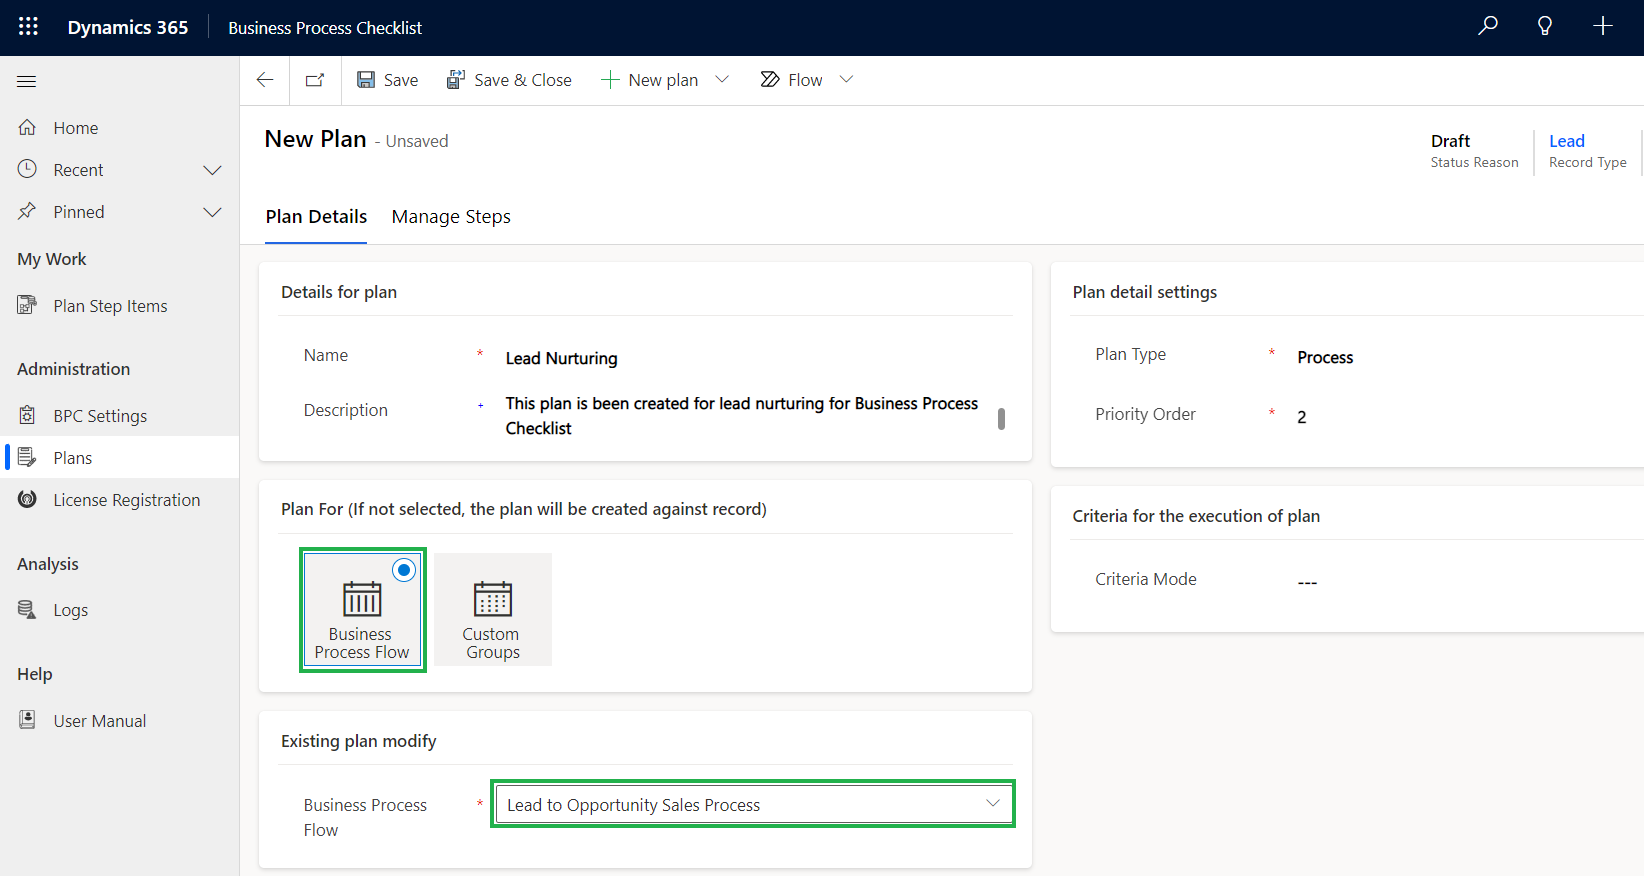 Dynamics 365
Business Process Checklist
Save
Save & Close
New plan
Flow
Home
Recent
Pinned
My Work
Plan Step Items
Administration
BPC Settings
Plans
License Registration
Analysis
Logs
Help
User Manual
New Plan - Unsaved
Draft
Status Reason
Lead
Record Type
Plan Details
Manage Steps
Details for plan
Name *
Lead Nurturing
Description +
This plan is been created for lead nurturing for Business Process
Checklist
Plan For (If not selected, the plan will be created against record)
Business
Process Flow
Custom
Groups
Existing plan modify
Business Process
Flow
*
Lead to Opportunity Sales Process
Plan detail settings
Plan Type *
Process
Priority Order *
2
Criteria for the execution of plan
Criteria Mode
---